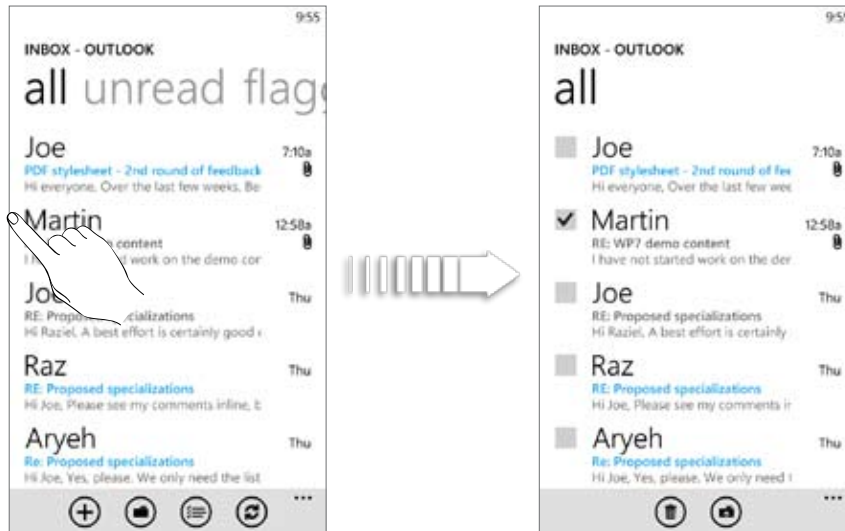 9:55
INBOX - OUTLOOK
all unread flagg
Joe
7:10a
PDF stylesheet - 2nd round of feedback
Hi everyone, Over the last few weeks, Be
Martin
12:58a
content
work on the demo cor
Joe
Thu
RE: Proposed specializations
Hi Raziel, A best effort is certainly good
Raz
Thu
RE: Proposed specializations
Hi Joe, Please see my comments inline,
Aryeh
Thu
Re: Proposed specializations
Hi Joe, Yes, please. We only need the list
9:55
INBOX - OUTLOOK
all
Joe
7:10a
PDF stylesheet - 2nd round of fee
Hi everyone, Over the last few wee
Martin
12:58a
RE: WP7 demo content
I have not started work on the der
Joe
Thu
RE: Proposed specializations
Hi Raziel, A best effort is certainly
Raz
Thu
RE: Proposed specializations
Hi Joe, Please see my comments ir
Aryeh
Thu
Re: Proposed specializations
Hi Joe, Yes, please. We only need t